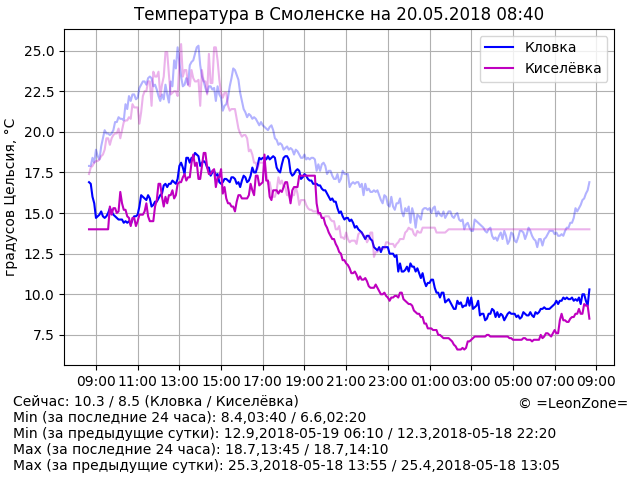 Температура в Смоленске на 20.05.2018 08:40
Кловка
Киселёвка
градусов Цельсия, °C
25.0
22.5
20.0
17.5
15.0
12.5
10.0
7.5
09:00 11:00 13:00 15:00 17:00 19:00 21:00 23:00 01:00 03:00 05:00 07:00 09:00
Сейчас: 10.3 / 8.5 (Кловка / Киселёвка)
© =LeonZone=
Min (за последние 24 часа): 8.4,03:40 / 6.6,02:20
Min (за предыдущие сутки): 12.9,2018-05-19 06:10 / 12.3,2018-05-18 22:20
Max (за последние 24 часа): 18.7,13:45 / 18.7,14:10
Max (за предыдущие сутки): 25.3,2018-05-18 13:55 / 25.4,2018-05-18 13:05